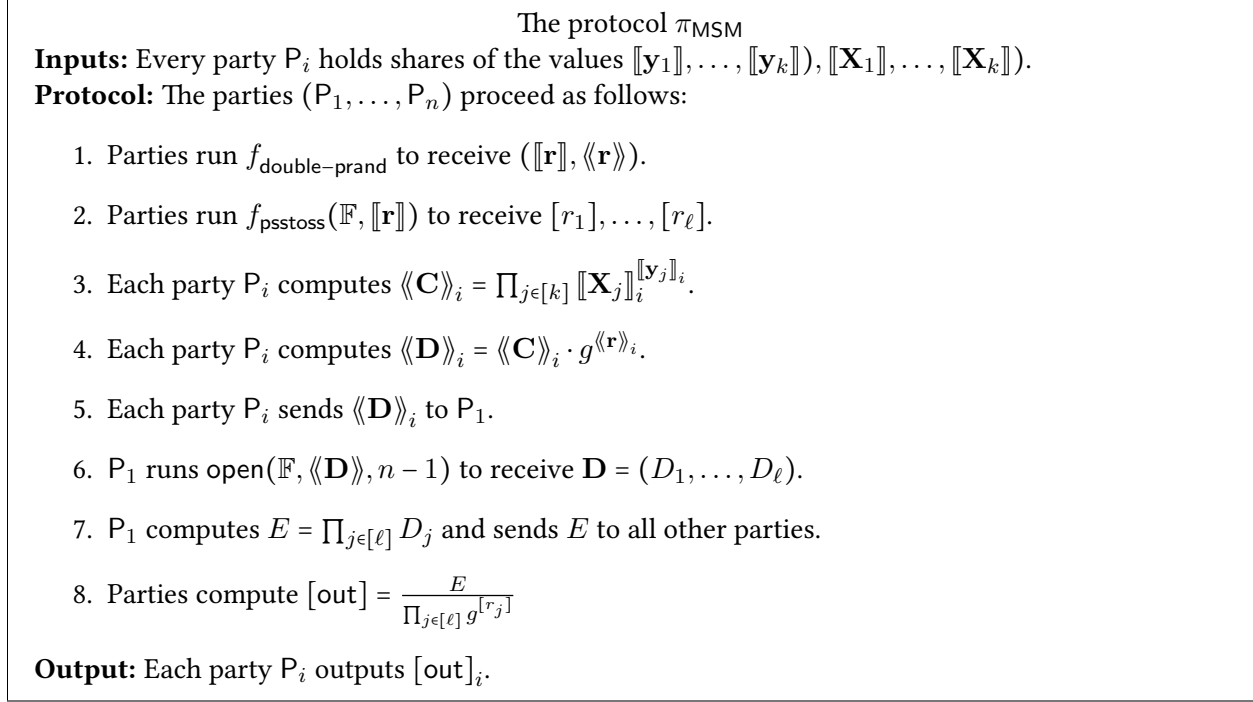 The protocol π_MSM
Inputs: Every party P_i holds shares of the values ⟦y_1⟧, . . . , ⟦y_k⟧), ⟦X_1⟧, . . . , ⟦X_k⟧).
Protocol: The parties (P_1, . . . , P_n) proceed as follows:
1. Parties run f_double−prand to receive (⟦r⟧, ⟪r⟫).
2. Parties run f_psstoss(𝔽, ⟦r⟧) to receive [r_1], . . . , [r_ℓ].
3. Each party P_i computes ⟪C⟫_i = ∏_{j∈[k]} ⟦X_j⟧_i^{⟦y_j⟧_i}.
4. Each party P_i computes ⟪D⟫_i = ⟪C⟫_i · g^{⟪r⟫_i}.
5. Each party P_i sends ⟪D⟫_i to P_1.
6. P_1 runs open(𝔽, ⟪D⟫, n − 1) to receive D = (D_1, . . . , D_ℓ).
7. P_1 computes E = ∏_{j∈[ℓ]} D_j and sends E to all other parties.
8. Parties compute [out] = E / ∏_{j∈[ℓ]} g^{[r_j]}
Output: Each party P_i outputs [out]_i.